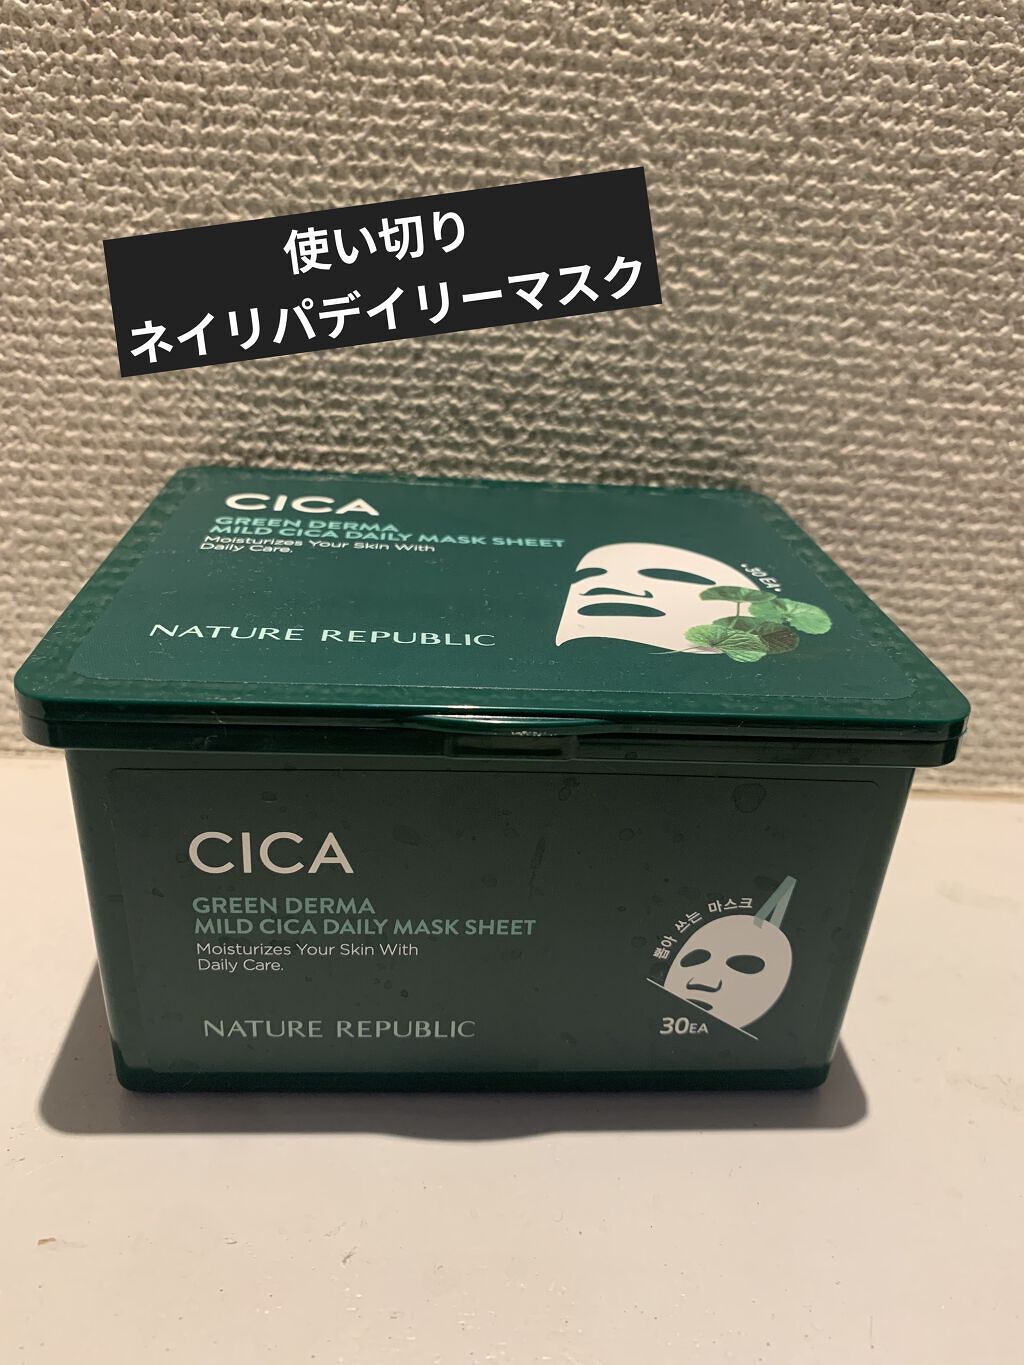 使い切り
ネイリパデイリーマスク
CICA
GREEN DERMA
MILD CICA DAILY MASK SHEET
Moisturizes Your Skin With
Daily Care.
•30 EA•
NATURE REPUBLIC
CICA
GREEN DERMA
MILD CICA DAILY MASK SHEET
Moisturizes Your Skin With
Daily Care.
뽑아 쓰는 마스크
30EA
NATURE REPUBLIC